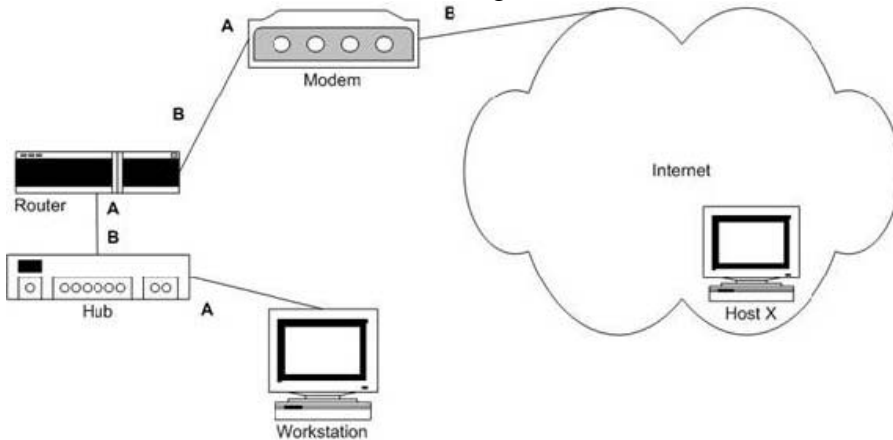 B
A
Modem
B
Internet
Router
A
B
Hub
A
Host X
Workstation